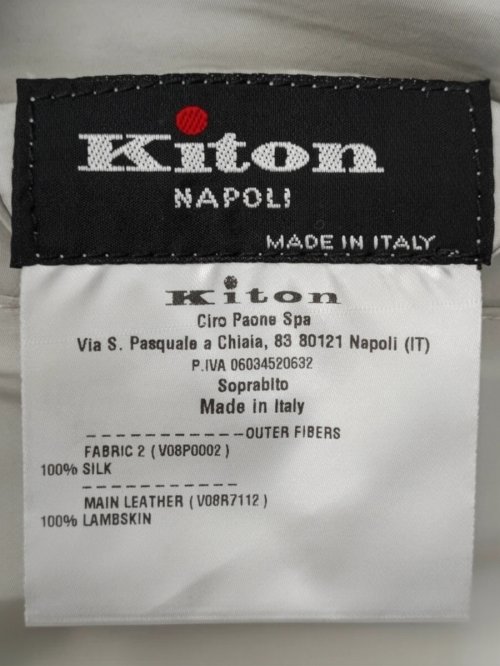 Kiton
NAPOLI
MADE IN ITALY
Kiton
Ciro Paone Spa
Via S. Pasquale a Chiaia, 83 80121 Napoli (IT)
P.IVA 06034520632
Soprabito
Made in Italy
------------OUTER FIBERS
FABRIC 2 ( V08P0002 )
100% SILK
------------
MAIN LEATHER ( V08R7112 )
100% LAMBSKIN